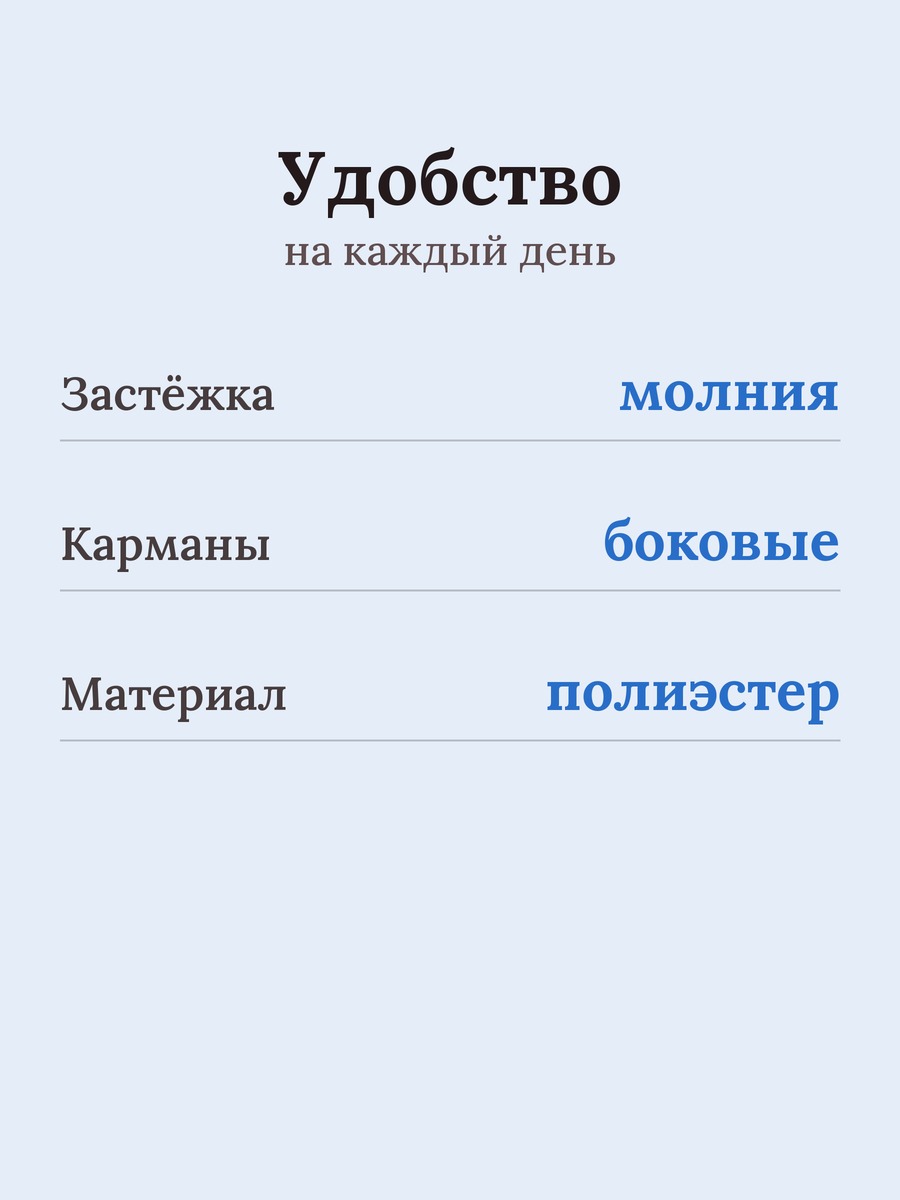 Удобство
на каждый день
Застёжка молния
Карманы боковые
Материал полиэстер